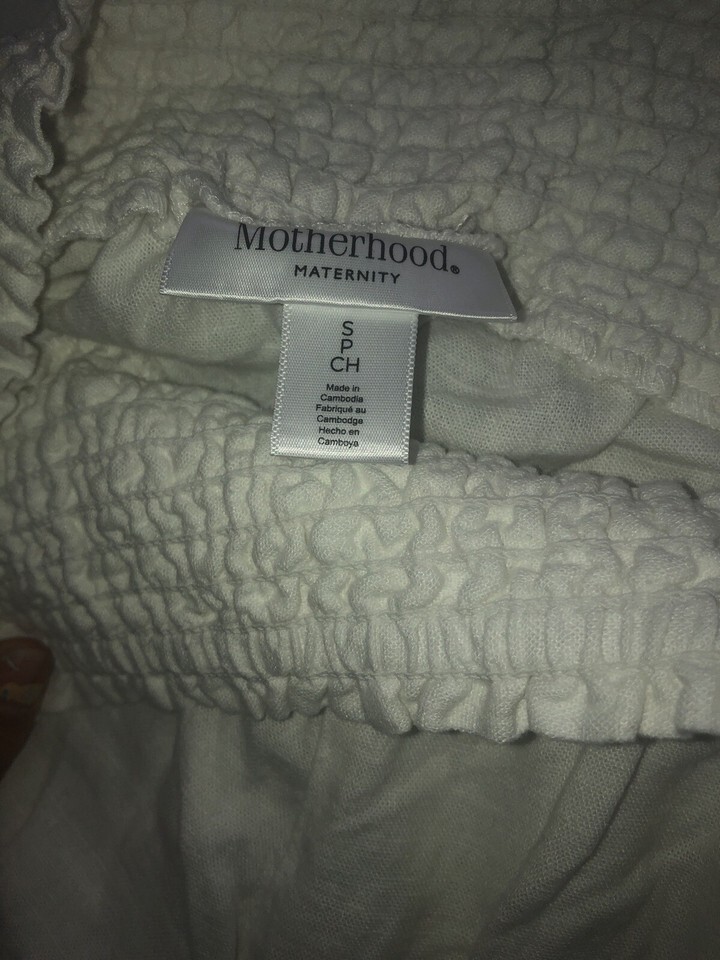 Motherhood®
MATERNITY
S
P
CH
Made in
Cambodia
Fabriqué au
Cambodge
Hecho en
Camboya